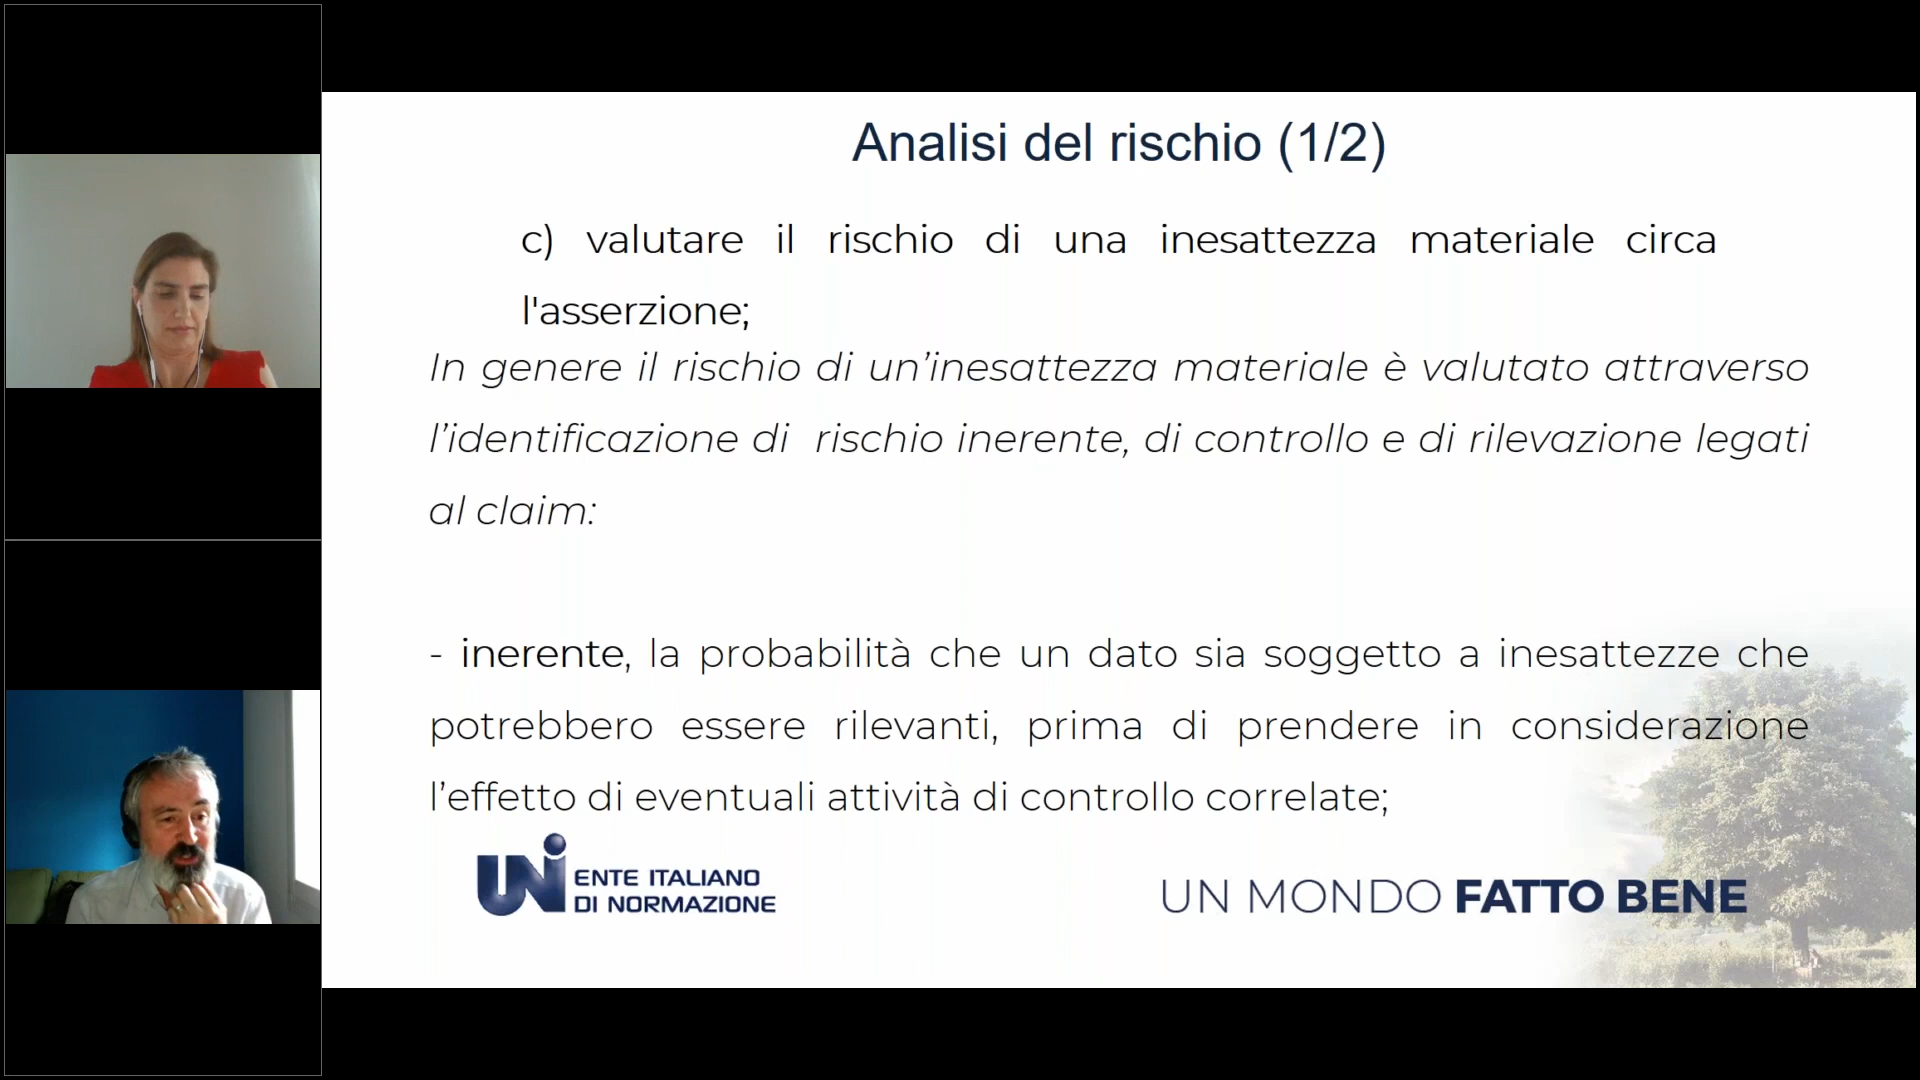 Analisi del rischio (1/2)
c) valutare il rischio di una inesattezza materiale circa
l'asserzione;
In genere il rischio di un’inesattezza materiale è valutato attraverso
l’identificazione di  rischio inerente, di controllo e di rilevazione legati
al claim:
- inerente, la probabilità che un dato sia soggetto a inesattezze che
potrebbero essere rilevanti, prima di prendere in considerazione
l’effetto di eventuali attività di controllo correlate;
UNI
ENTE ITALIANO
DI NORMAZIONE
UN MONDO FATTO BENE